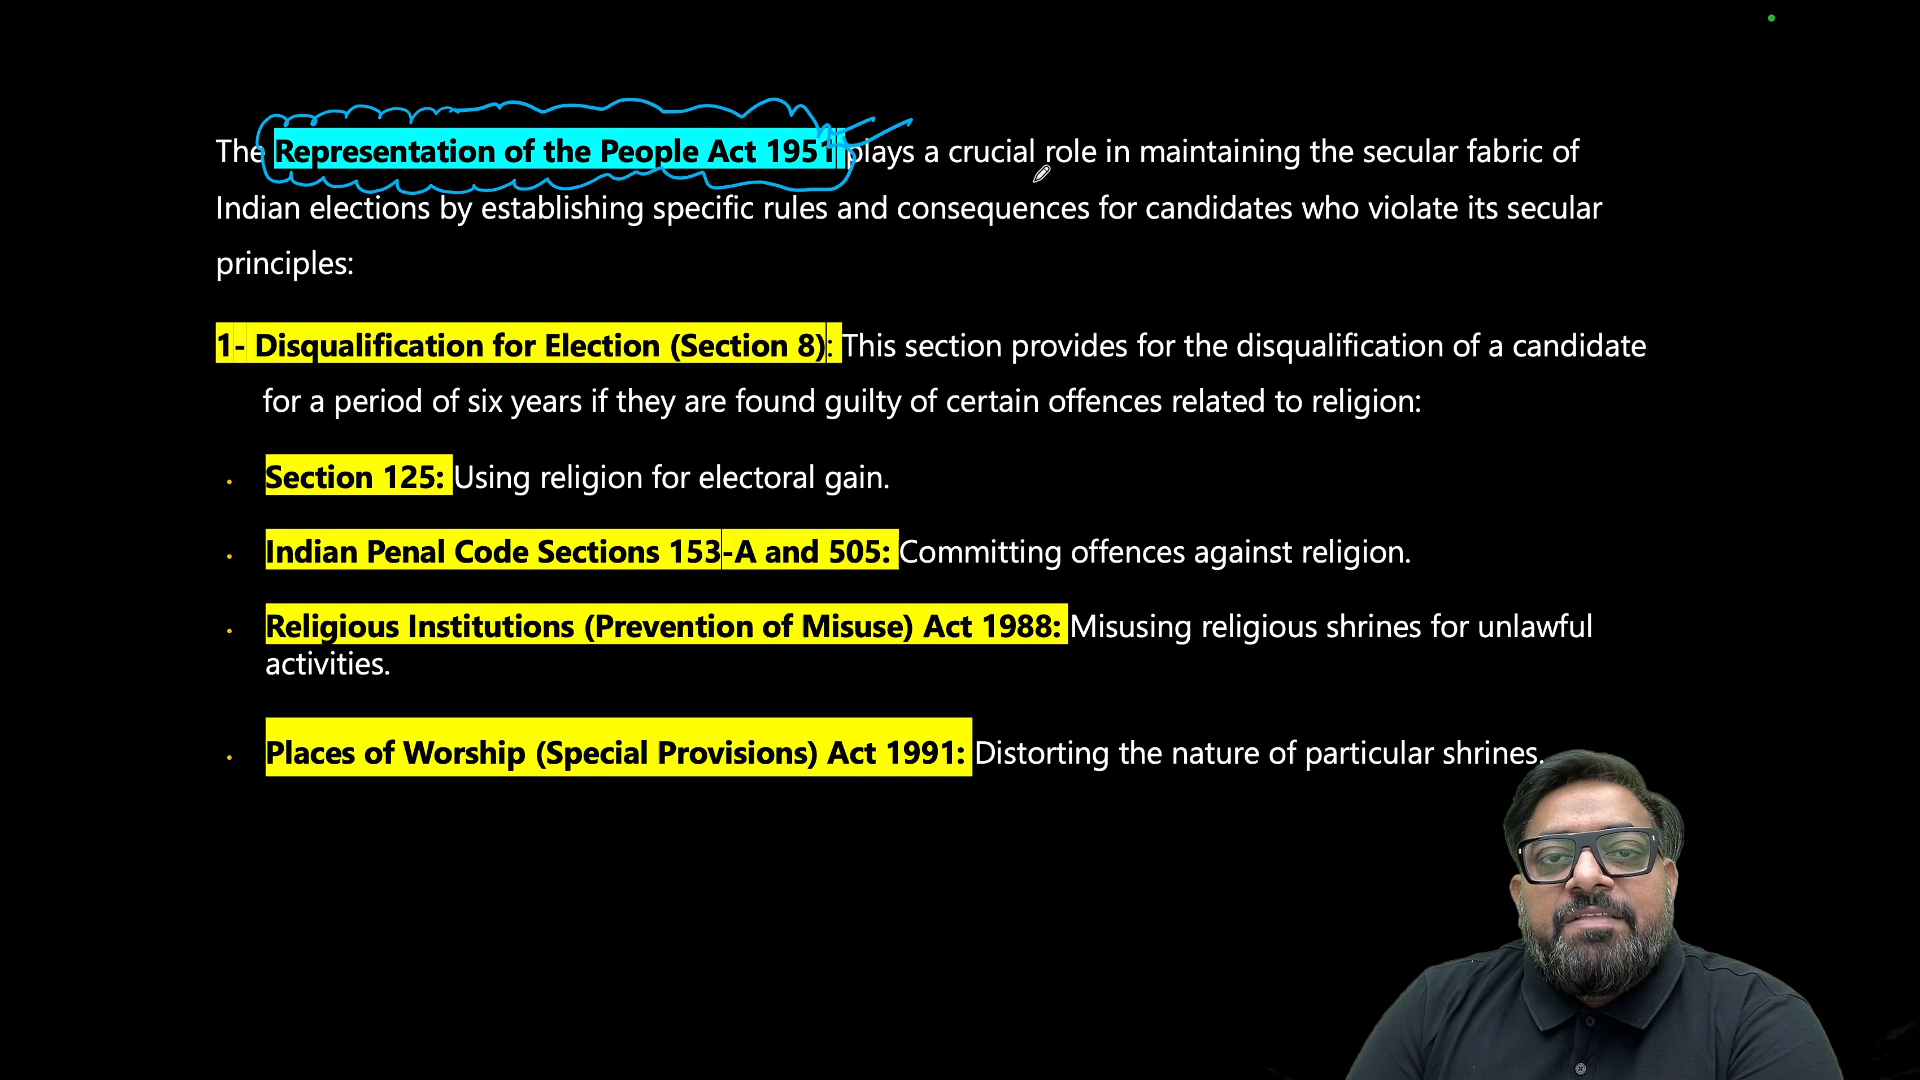 The Representation of the People Act 1951 plays a crucial role in maintaining the secular fabric of
Indian elections by establishing specific rules and consequences for candidates who violate its secular
principles:
1- Disqualification for Election (Section 8): This section provides for the disqualification of a candidate
for a period of six years if they are found guilty of certain offences related to religion:
• Section 125: Using religion for electoral gain.
• Indian Penal Code Sections 153-A and 505: Committing offences against religion.
• Religious Institutions (Prevention of Misuse) Act 1988: Misusing religious shrines for unlawful
activities.
• Places of Worship (Special Provisions) Act 1991: Distorting the nature of particular shrines.